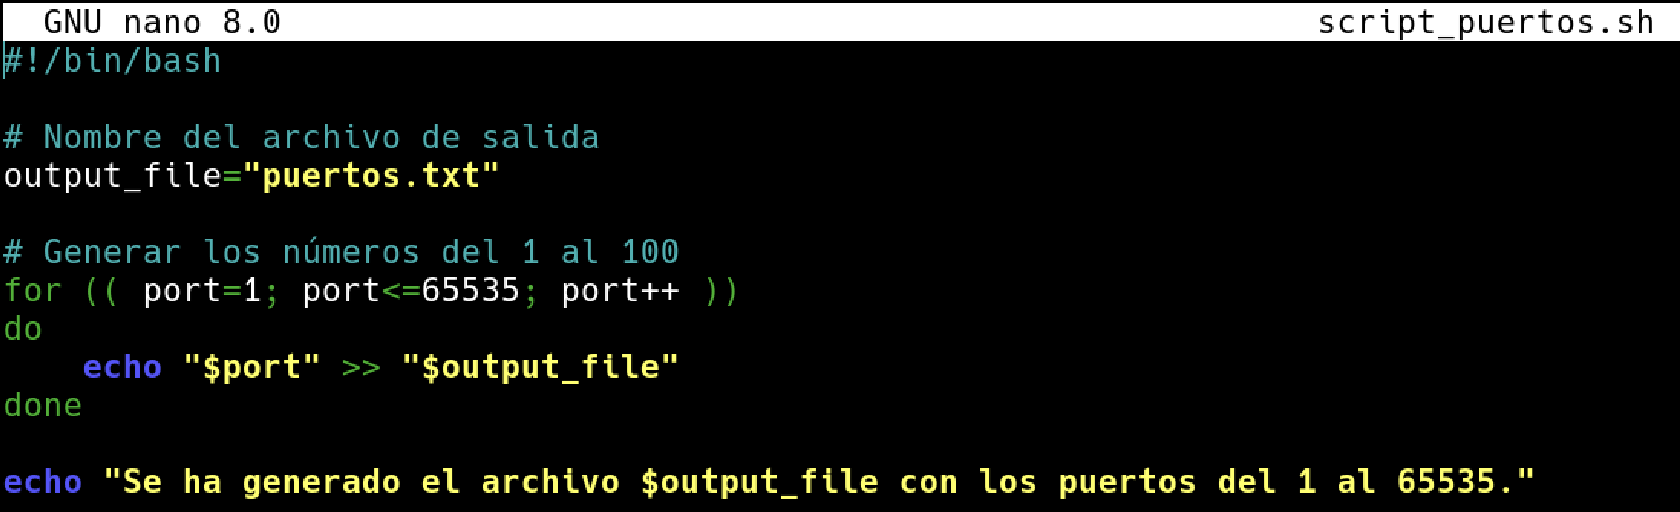 GNU nano 8.0 script_puertos.sh
#!/bin/bash
# Nombre del archivo de salida
output_file="puertos.txt"
# Generar los números del 1 al 100
for (( port=1; port<=65535; port++ ))
do
    echo "$port" >> "$output_file"
done
echo "Se ha generado el archivo $output_file con los puertos del 1 al 65535."